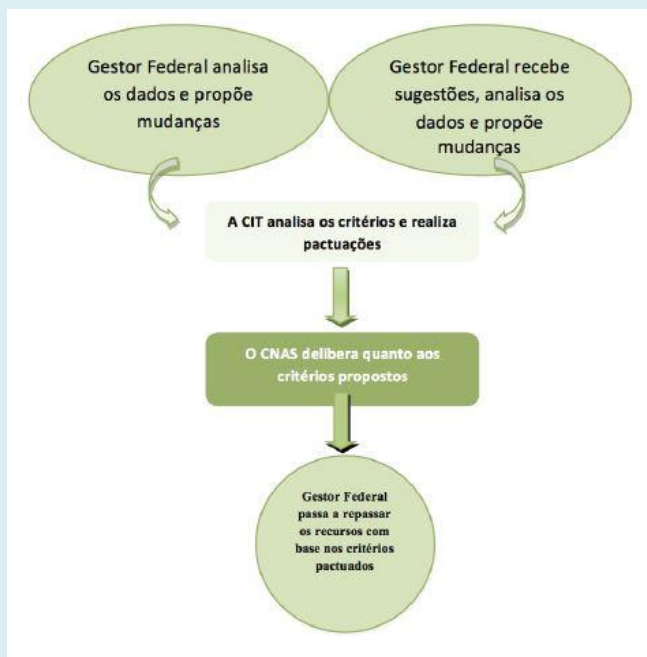 Gestor Federal analisa
os dados e propõe
mudanças
Gestor Federal recebe
sugestões, analisa os
dados e propõe
mudanças
A CIT analisa os critérios e realiza
pactuações
O CNAS delibera quanto aos
critérios propostos
Gestor Federal
passa a repassar
os recursos com
base nos critérios
pactuados